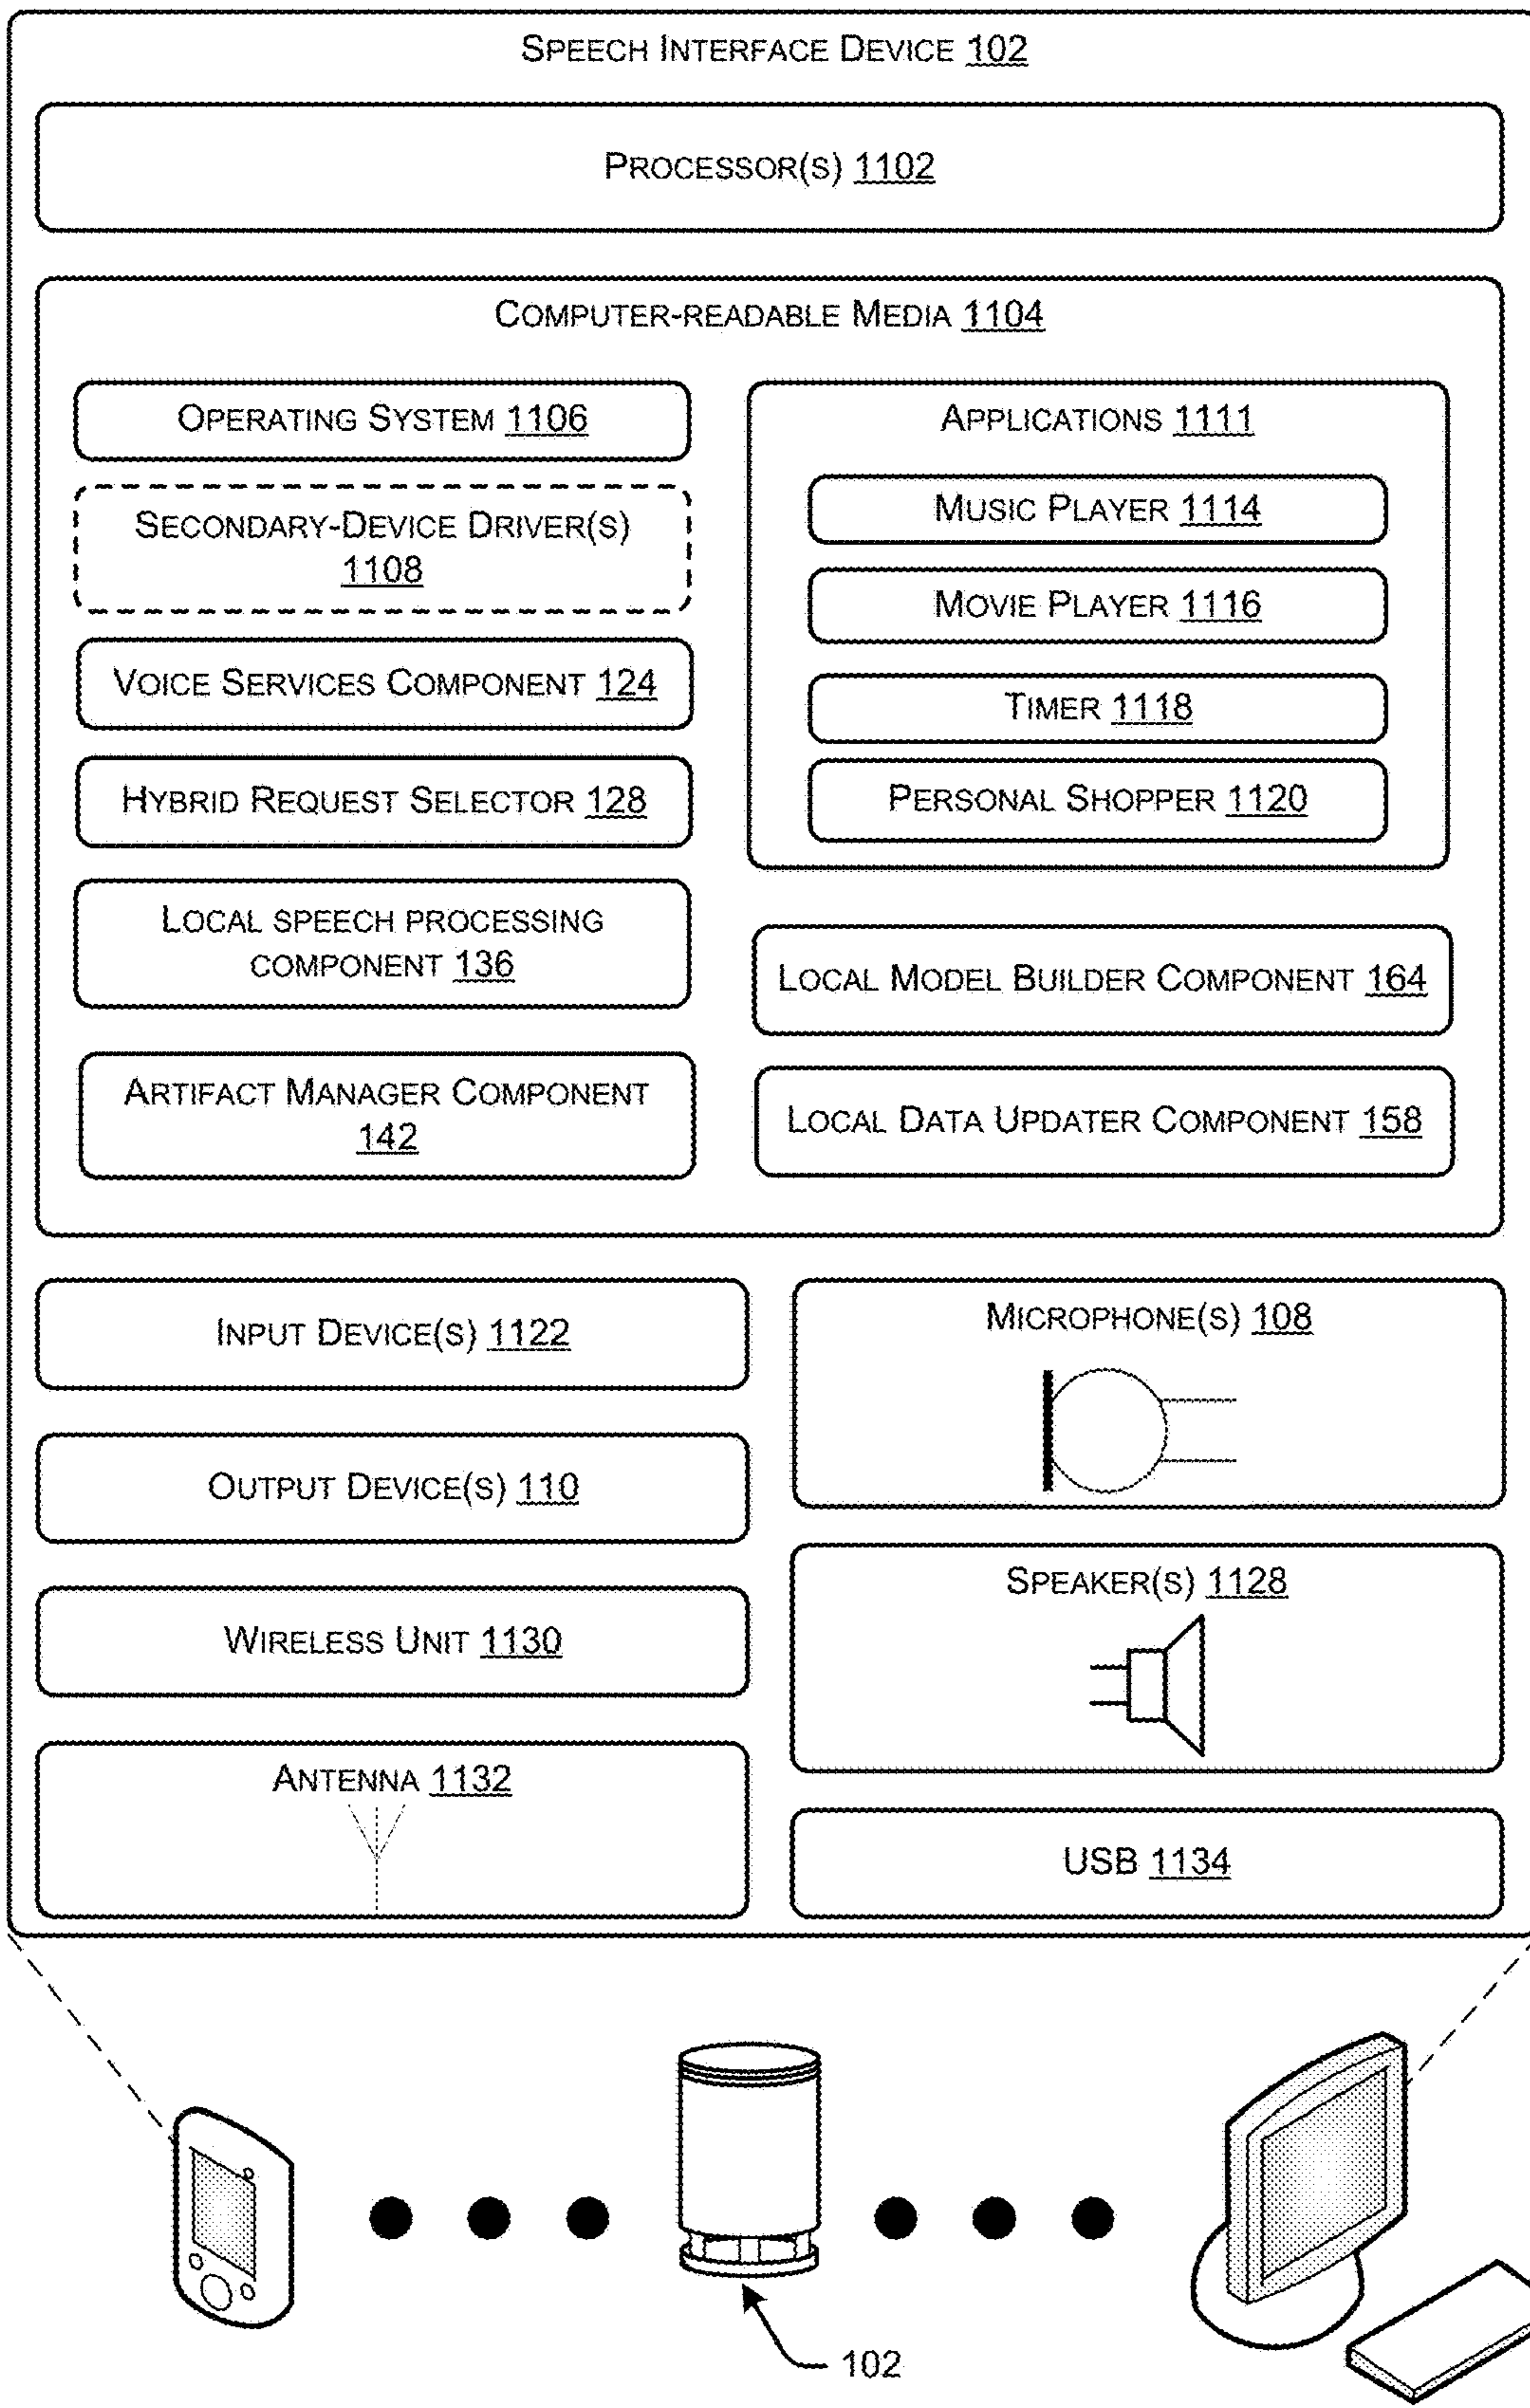 SPEECH INTERFACE DEVICE 102
PROCESSOR(S) 1102
COMPUTER-READABLE MEDIA 1104
OPERATING SYSTEM 1106
SECONDARY-DEVICE DRIVER(S)
1108
VOICE SERVICES COMPONENT 124
HYBRID REQUEST SELECTOR 128
LOCAL SPEECH PROCESSING
COMPONENT 136
ARTIFACT MANAGER COMPONENT
142
APPLICATIONS 1111
MUSIC PLAYER 1114
MOVIE PLAYER 1116
TIMER 1118
PERSONAL SHOPPER 1120
LOCAL MODEL BUILDER COMPONENT 164
LOCAL DATA UPDATER COMPONENT 158
INPUT DEVICE(S) 1122
OUTPUT DEVICE(S) 110
WIRELESS UNIT 1130
ANTENNA 1132
MICROPHONE(S) 108
SPEAKER(S) 1128
USB 1134
102